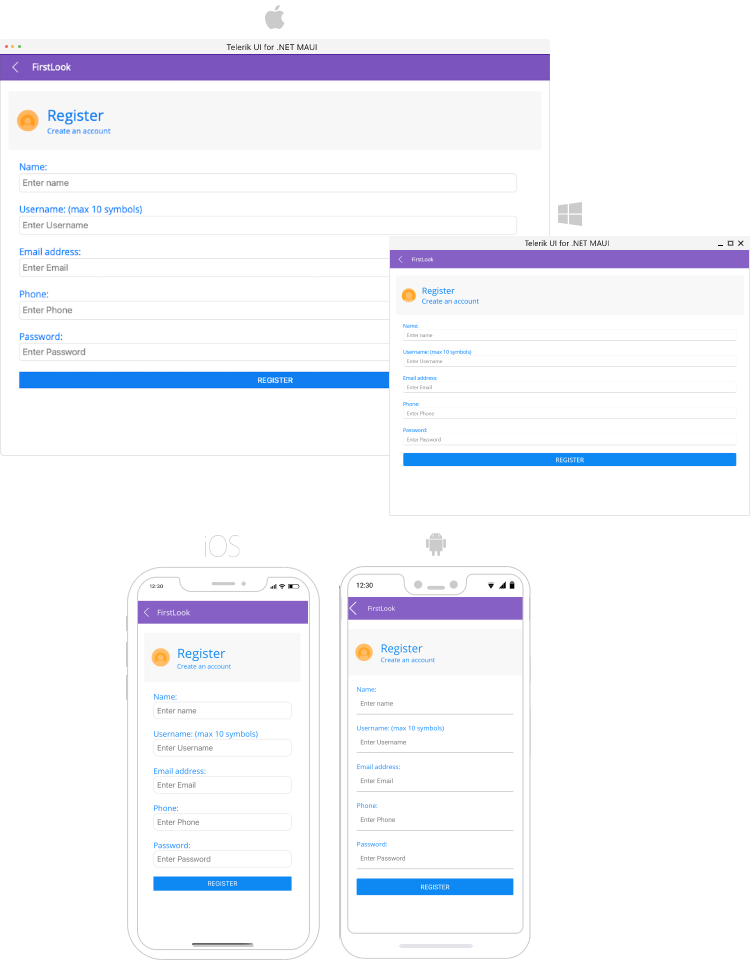 Telerik UI for .NET MAUI
FirstLook
Register
Create an account
Name:
Enter name
Username: (max 10 symbols)
Enter Username
Email address:
Enter Email
Phone:
Enter Phone
Password:
Enter Password
REGISTER
Telerik UI for .NET MAUI
FirstLook
Register
Create an account
Name:
Enter name
Username: (max 10 symbols)
Enter Username
Email address:
Enter Email
Phone:
Enter Phone
Password:
Enter Password
REGISTER
iOS
12:30
FirstLook
Register
Create an account
Name:
Enter name
Username: (max 10 symbols)
Enter Username
Email address:
Enter Email
Phone:
Enter Phone
Password:
Enter Password
REGISTER
12:30
FirstLook
Register
Create an account
Name:
Enter name
Username: (max 10 symbols)
Enter Username
Email address:
Enter Email
Phone:
Enter Phone
Password:
Enter Password
REGISTER